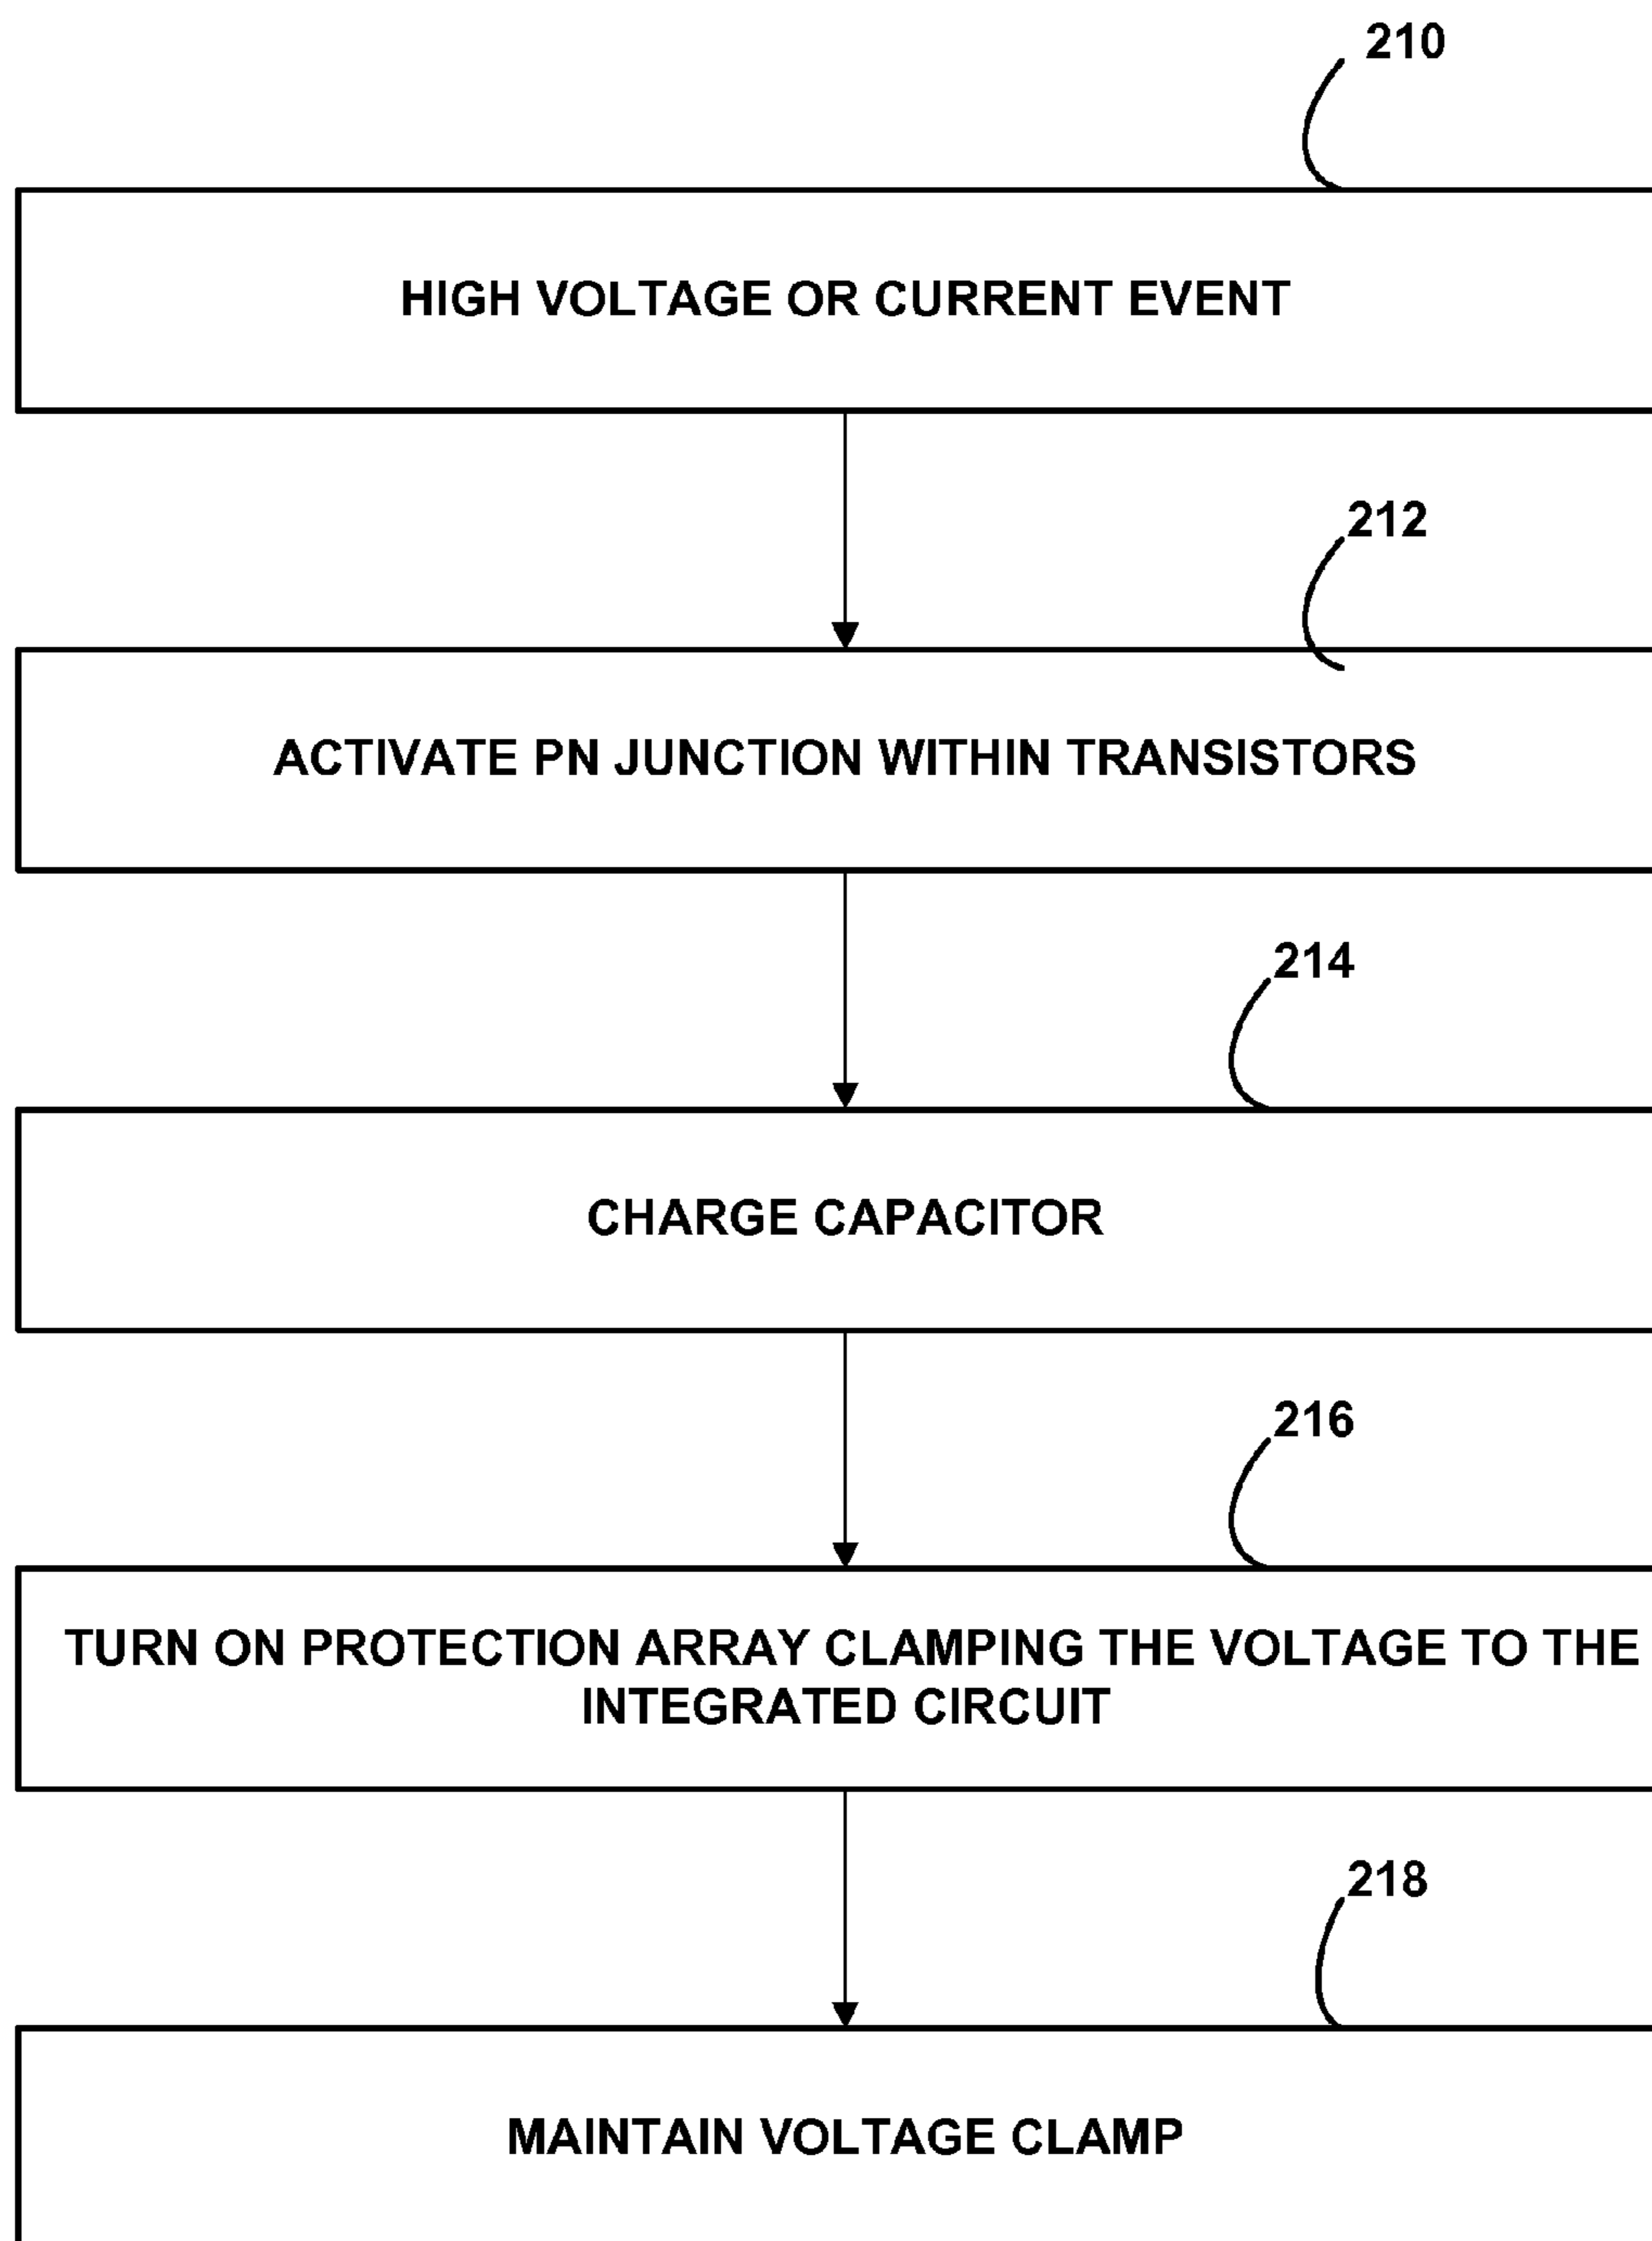 210
HIGH VOLTAGE OR CURRENT EVENT
212
ACTIVATE PN JUNCTION WITHIN TRANSISTORS
214
CHARGE CAPACITOR
216
TURN ON PROTECTION ARRAY CLAMPING THE VOLTAGE TO THE
INTEGRATED CIRCUIT
218
MAINTAIN VOLTAGE CLAMP